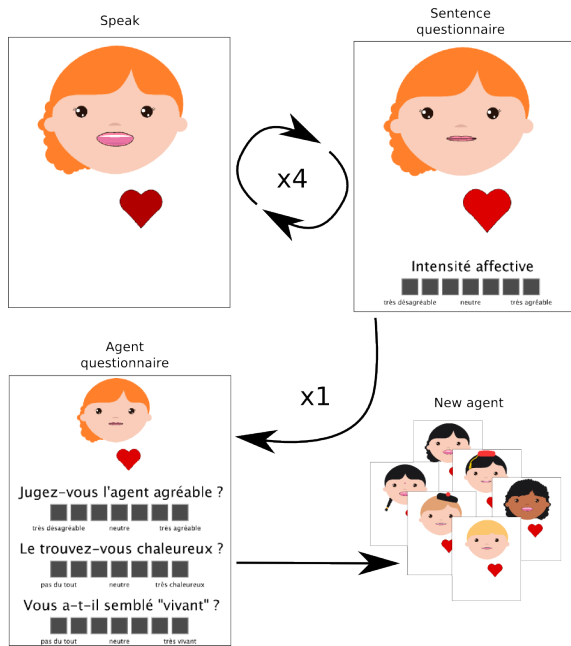 Speak
Sentence
questionnaire
x4
Intensité affective
très désagréable neutre très agréable
Agent
questionnaire
x1
New agent
Jugez-vous l'agent agréable ?
très désagréable neutre très agréable
Le trouvez-vous chaleureux ?
pas du tout neutre très chaleureux
Vous a-t-il semblé "vivant" ?
pas du tout neutre très vivant